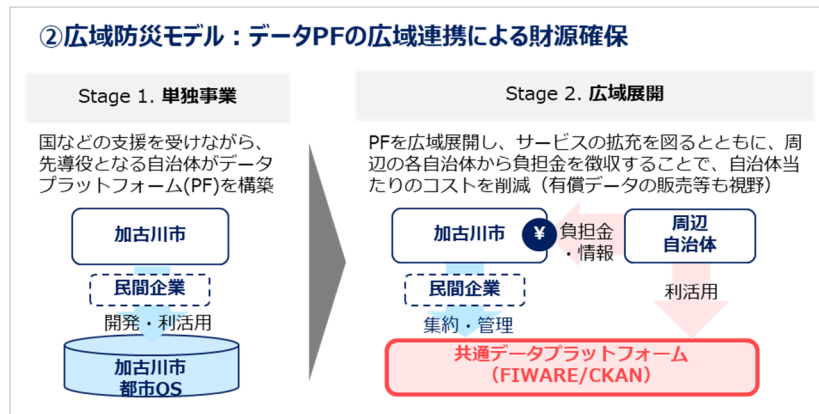 ②広域防災モデル：データPFの広域連携による財源確保
Stage 1. 単独事業
国などの支援を受けながら、
先導役となる自治体がデータ
プラットフォーム(PF)を構築
加古川市
民間企業
開発・利活用
加古川市
都市OS
Stage 2. 広域展開
PFを広域展開し、サービスの拡充を図るとともに、周
辺の各自治体から負担金を徴収することで、自治体当
たりのコストを削減（有償データの販売等も視野）
加古川市
¥
負担金
・情報
周辺
自治体
民間企業
集約・管理
利活用
共通データプラットフォーム
（FIWARE/CKAN）